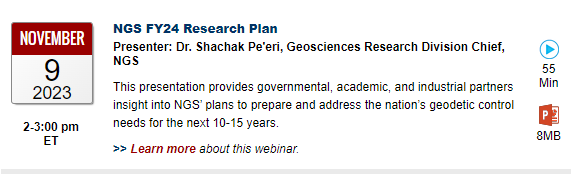 NOVEMBER
9
2023
2-3:00 pm
ET
NGS FY24 Research Plan
Presenter: Dr. Shachak Pe'eri, Geosciences Research Division Chief,
NGS
This presentation provides governmental, academic, and industrial partners
insight into NGS' plans to prepare and address the nation's geodetic control
needs for the next 10-15 years.
>> Learn more about this webinar.
55
Min
P
8MB